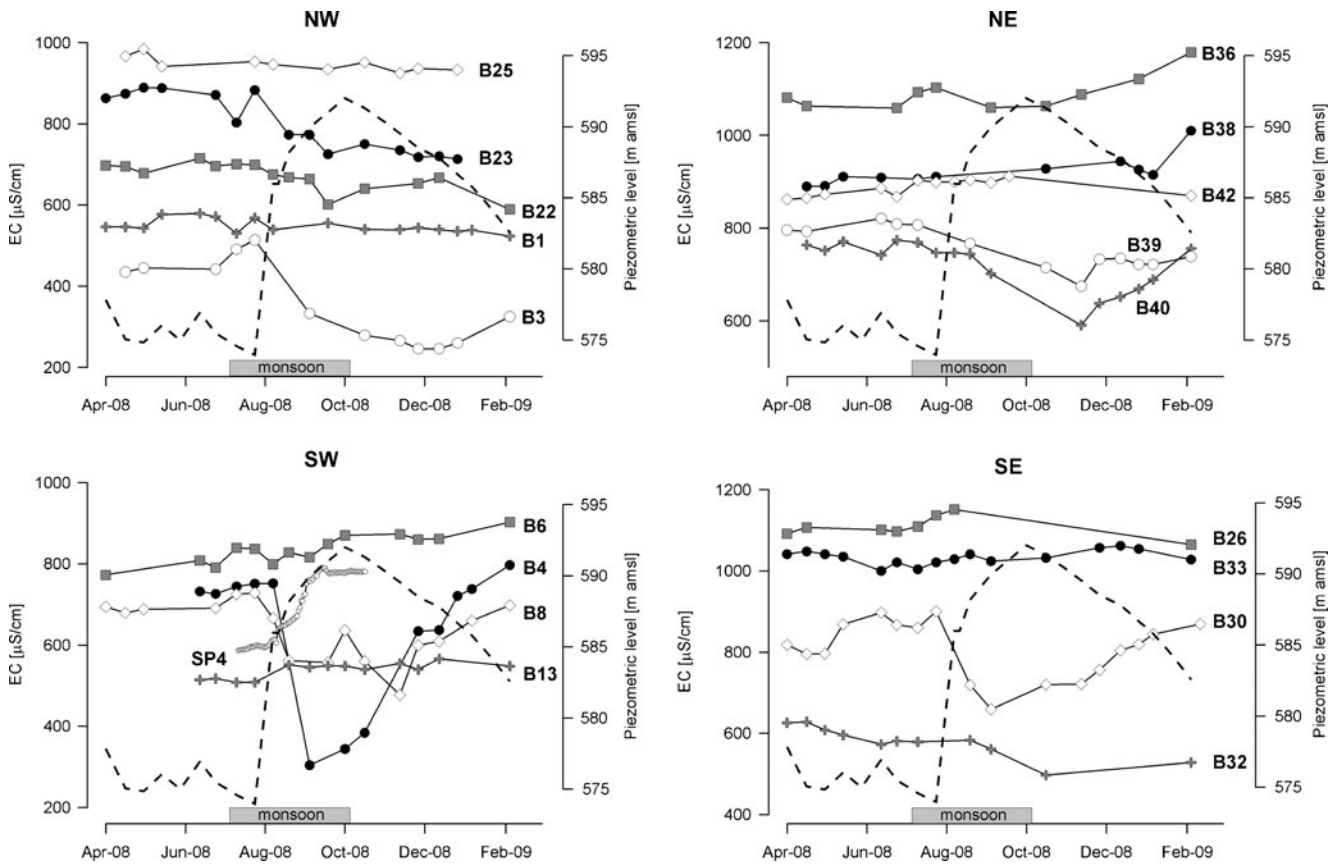 NW
1000
800
600
400
200
EC [µS/cm]
595
590
585
580
575
Piezometric level [m amsl]
B25
B23
B22
B1
B3
monsoon
Apr-08 Jun-08 Aug-08 Oct-08 Dec-08 Feb-09
NE
1200
1000
800
600
EC [µS/cm]
595
590
585
580
575
Piezometric level [m amsl]
B36
B38
B42
B39
B40
monsoon
Apr-08 Jun-08 Aug-08 Oct-08 Dec-08 Feb-09
SW
1000
800
600
400
200
EC [µS/cm]
595
590
585
580
575
Piezometric level [m amsl]
B6
B4
B8
SP4
B13
monsoon
Apr-08 Jun-08 Aug-08 Oct-08 Dec-08 Feb-09
SE
1200
1000
800
600
400
EC [µS/cm]
595
590
585
580
575
Piezometric level [m amsl]
B26
B33
B30
B32
monsoon
Apr-08 Jun-08 Aug-08 Oct-08 Dec-08 Feb-09